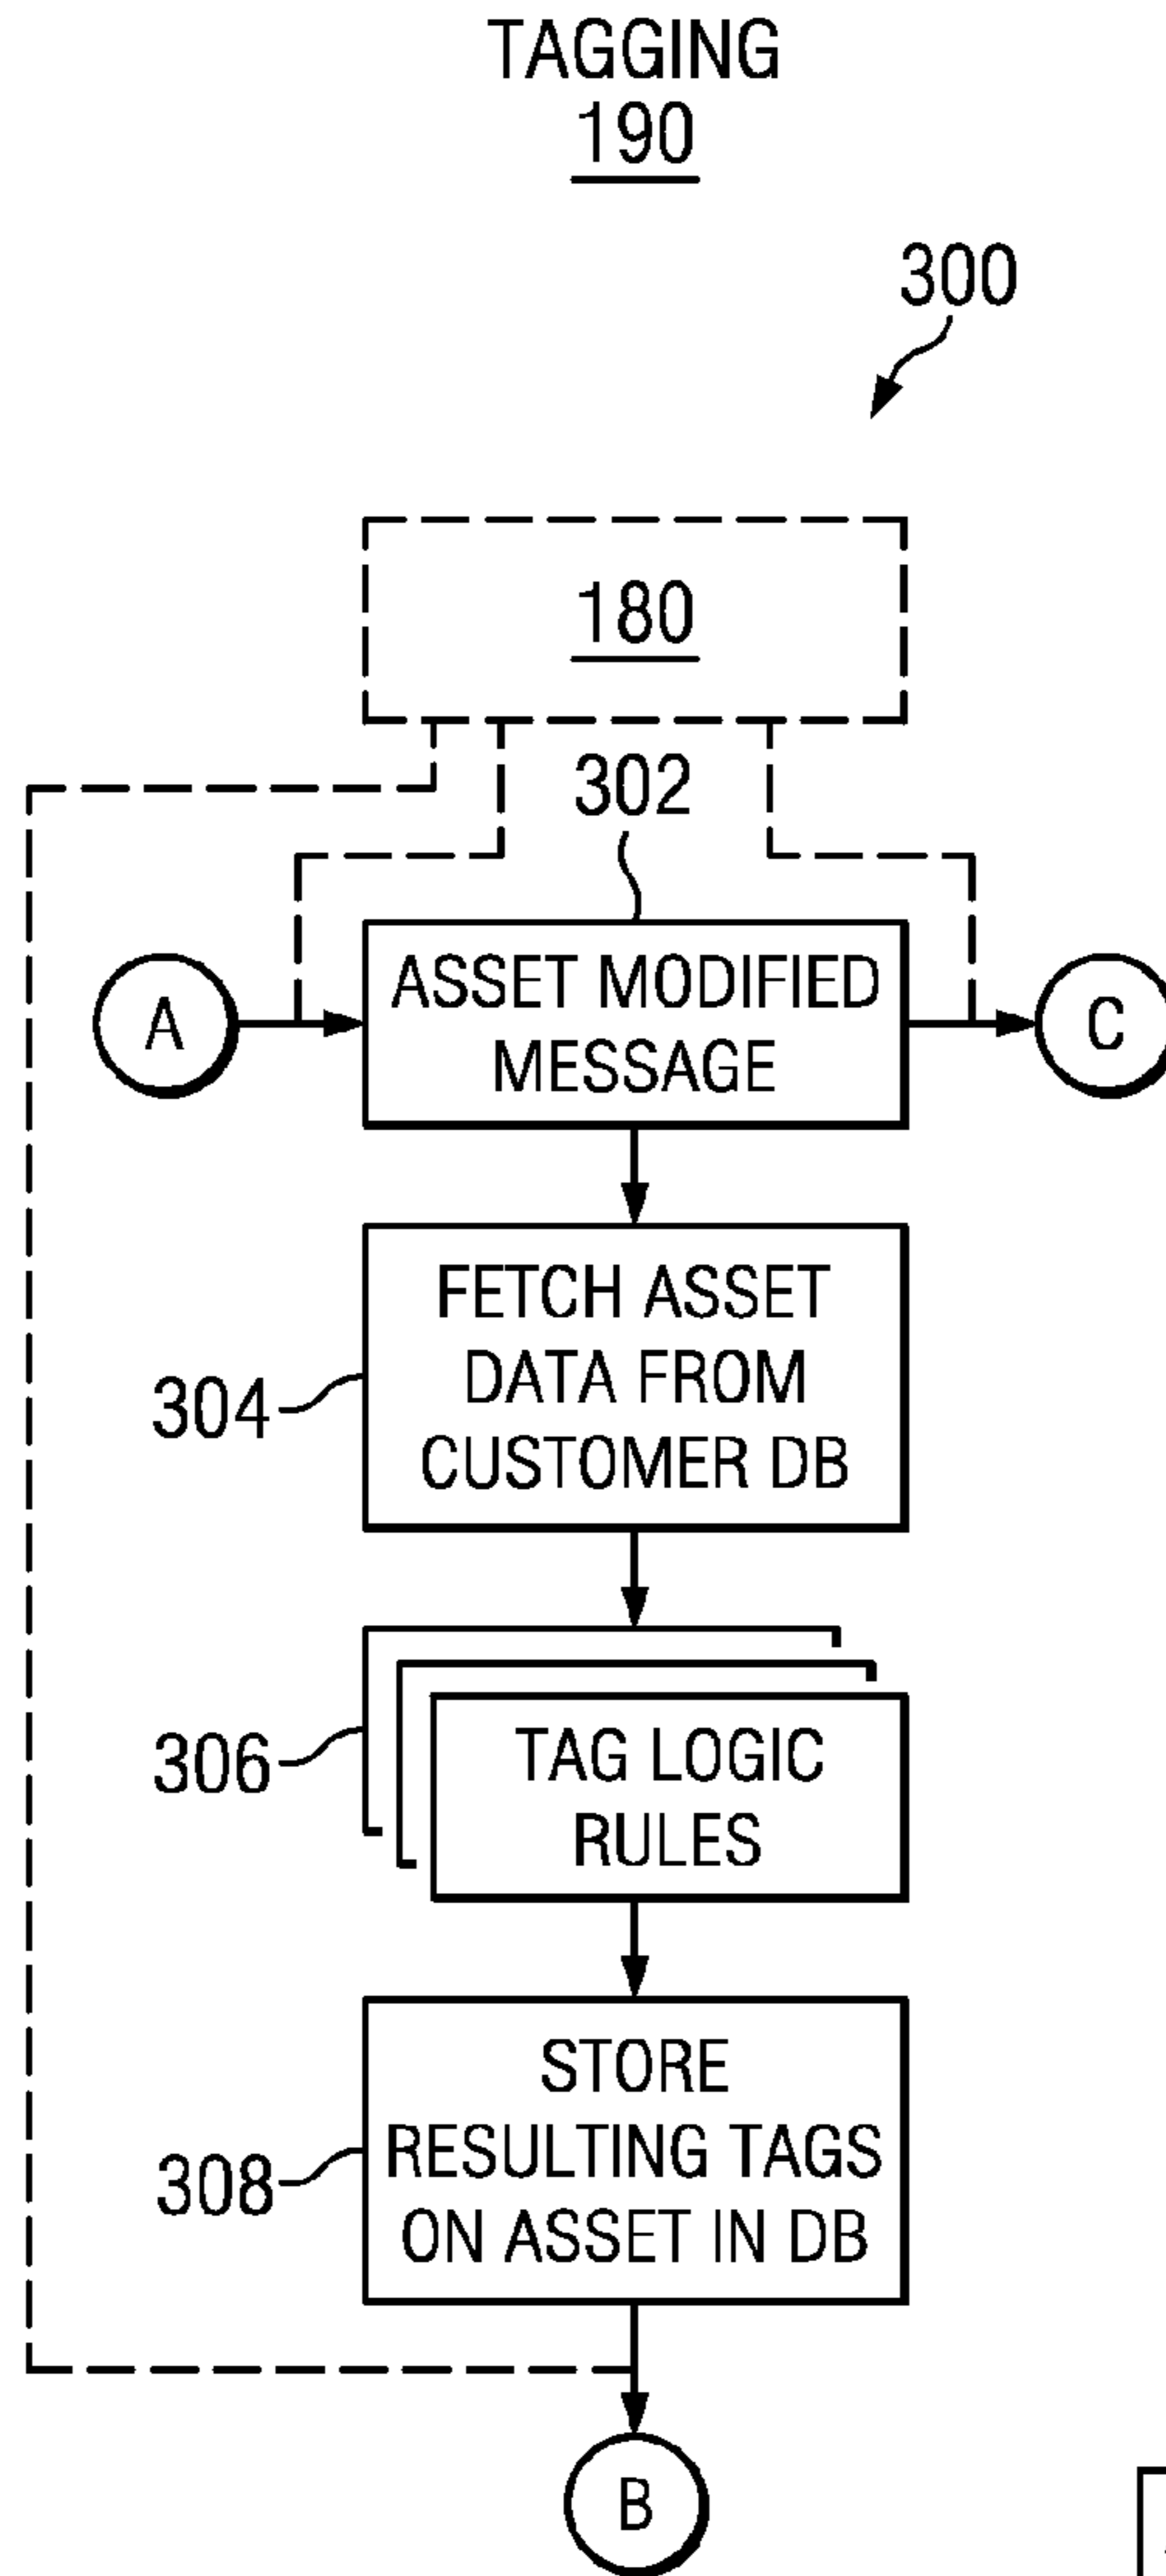 TAGGING
190
300
180
302
A
ASSET MODIFIED
MESSAGE
C
FETCH ASSET
DATA FROM
CUSTOMER DB
304
TAG LOGIC
RULES
306
STORE
RESULTING TAGS
ON ASSET IN DB
308
B